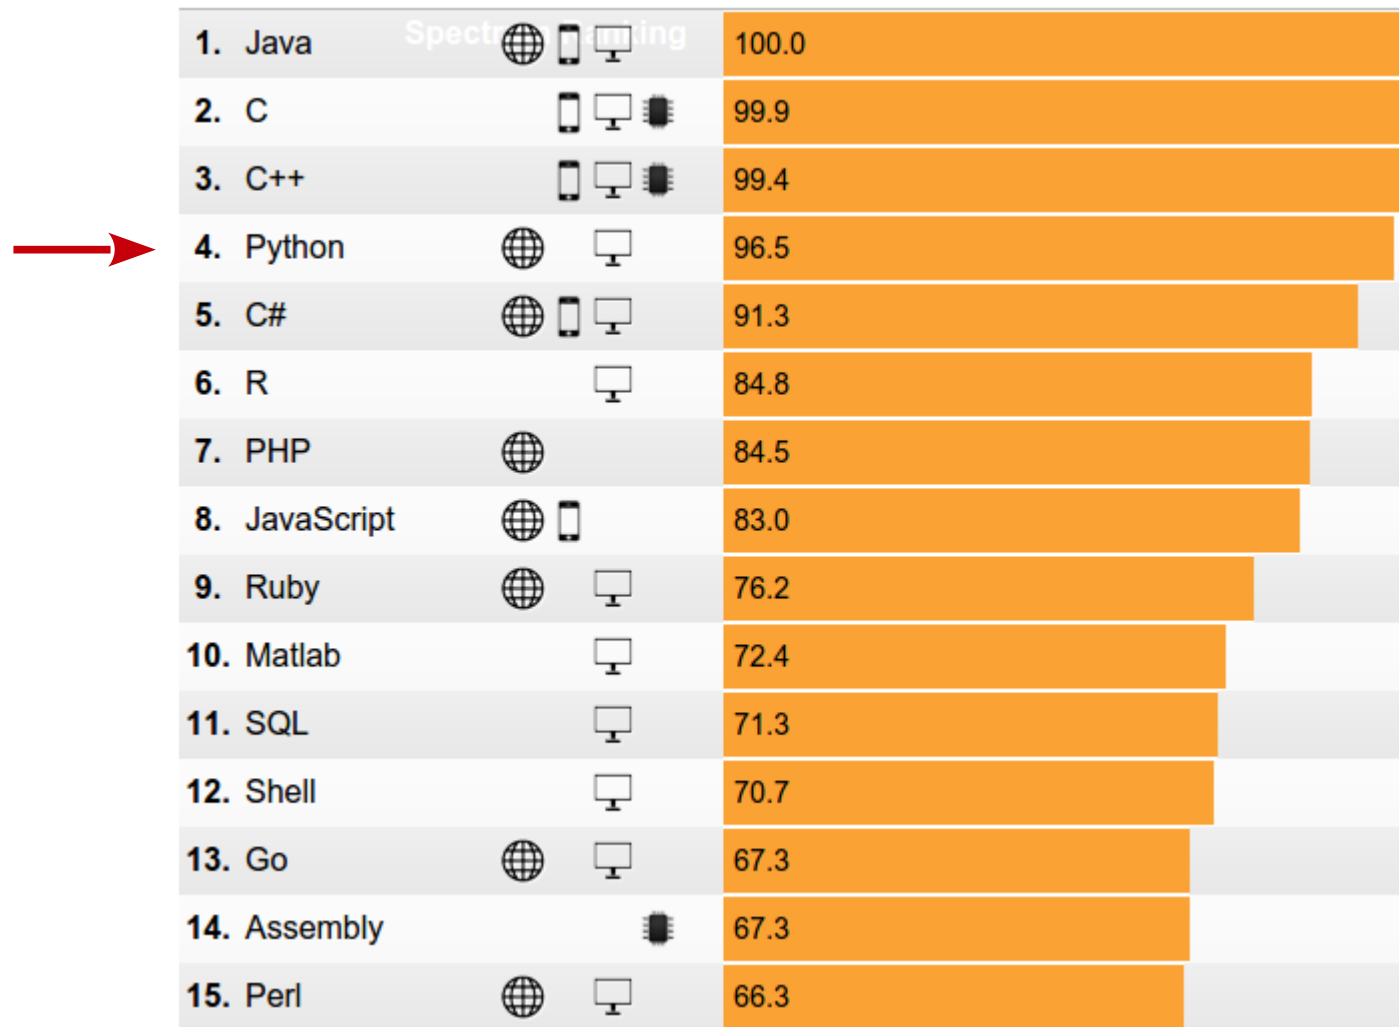 Spectrum Ranking
1. Java 100.0
2. C 99.9
3. C++ 99.4
4. Python 96.5
5. C# 91.3
6. R 84.8
7. PHP 84.5
8. JavaScript 83.0
9. Ruby 76.2
10. Matlab 72.4
11. SQL 71.3
12. Shell 70.7
13. Go 67.3
14. Assembly 67.3
15. Perl 66.3